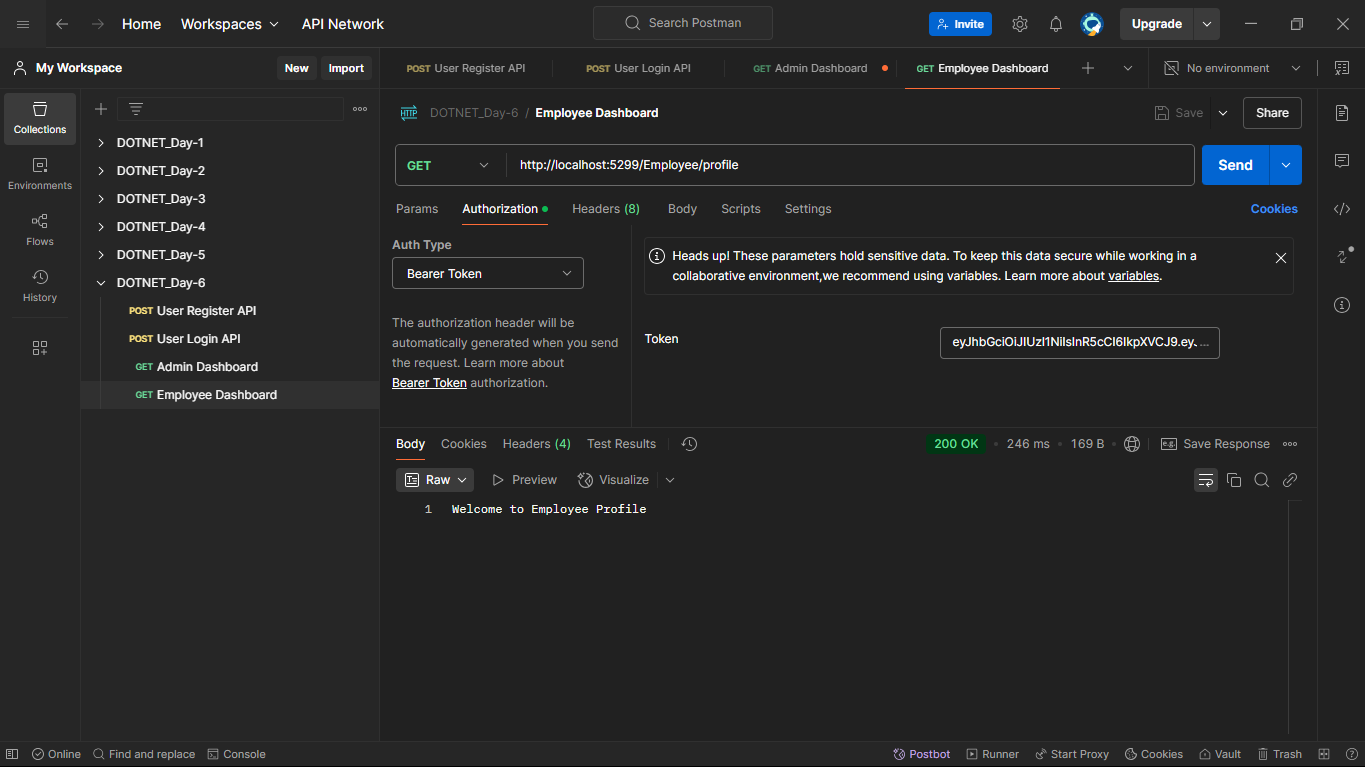 Home Workspaces API Network Search Postman Invite Upgrade
My Workspace New Import
POST User Register API POST User Login API GET Admin Dashboard GET Employee Dashboard No environment
Collections
Environments
Flows
History
DOTNET_Day-1
DOTNET_Day-2
DOTNET_Day-3
DOTNET_Day-4
DOTNET_Day-5
DOTNET_Day-6
POST User Register API
POST User Login API
GET Admin Dashboard
GET Employee Dashboard
HTTP DOTNET_Day-6 / Employee Dashboard Save Share
GET http://localhost:5299/Employee/profile Send
Params Authorization Headers (8) Body Scripts Settings Cookies
Auth Type
Bearer Token
The authorization header will be
automatically generated when you send
the request. Learn more about
Bearer Token authorization.
Heads up! These parameters hold sensitive data. To keep this data secure while working in a
collaborative environment,we recommend using variables. Learn more about variables.
Token eyJhbGciOiJIUzI1NiIsInR5cCI6IkpXVCJ9.eyJ...
Body Cookies Headers (4) Test Results 200 OK 246 ms 169 B e.g. Save Response
Raw Preview Visualize
1 Welcome to Employee Profile
Online Find and replace Console Postbot Runner Start Proxy Cookies Vault Trash